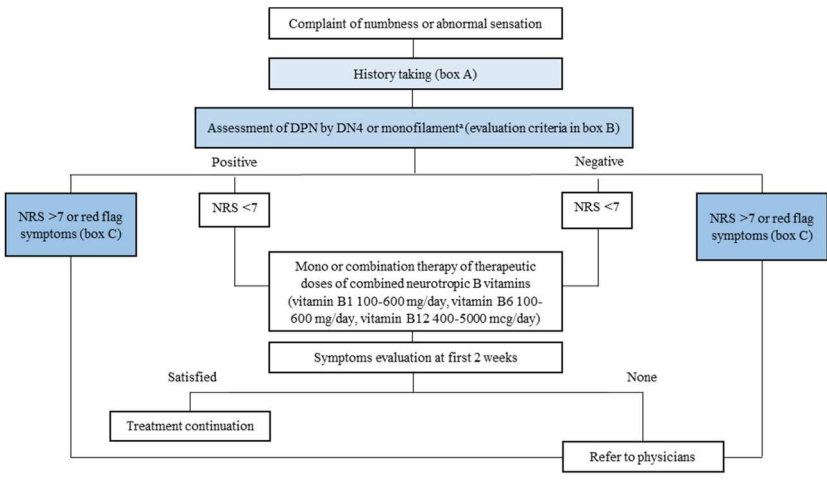 Complaint of numbness or abnormal sensation
History taking (box A)
Assessment of DPN by DN4 or monofilamentᵃ (evaluation criteria in box B)
Positive
Negative
NRS >7 or red flag
symptoms (box C)
NRS <7
NRS <7
NRS >7 or red flag
symptoms (box C)
Mono or combination therapy of therapeutic
doses of combined neurotropic B vitamins
(vitamin B1 100-600 mg/day, vitamin B6 100-
600 mg/day, vitamin B12 400-5000 mcg/day)
Symptoms evaluation at first 2 weeks
Satisfied
None
Treatment continuation
Refer to physicians